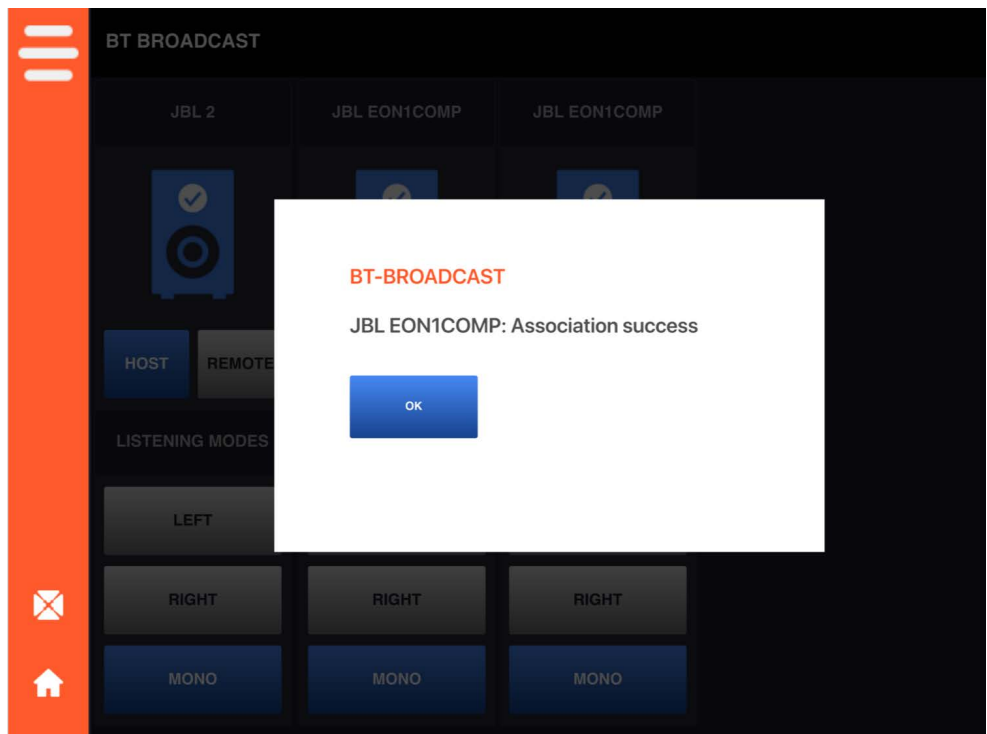 BT BROADCAST
JBL 2
JBL EON1COMP
JBL EON1COMP
BT-BROADCAST
JBL EON1COMP: Association success
OK
HOST
REMOTE
LISTENING MODES
LEFT
RIGHT
RIGHT
RIGHT
MONO
MONO
MONO